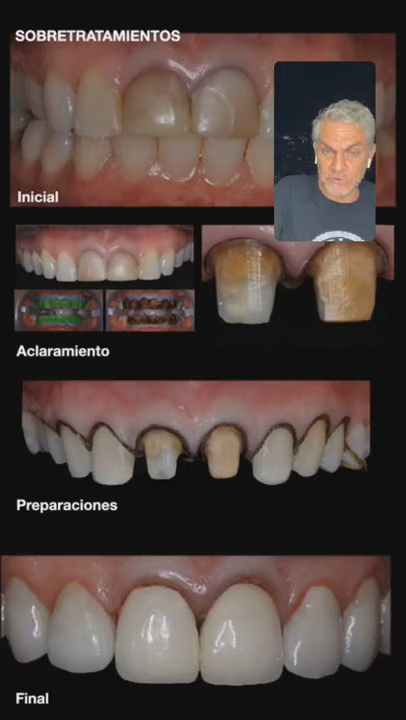 SOBRETRATAMIENTOS
Inicial
Aclaramiento
Preparaciones
Final